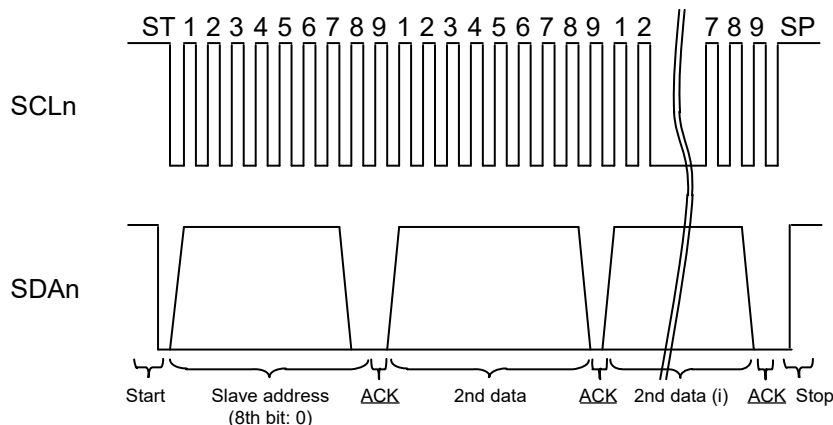 ST 1 2 3 4 5 6 7 8 9 1 2 3 4 5 6 7 8 9 1 2 7 8 9 SP
SCLn
SDAn
Start Slave address ACK 2nd data ACK 2nd data (i) ACK Stop
(8th bit: 0)